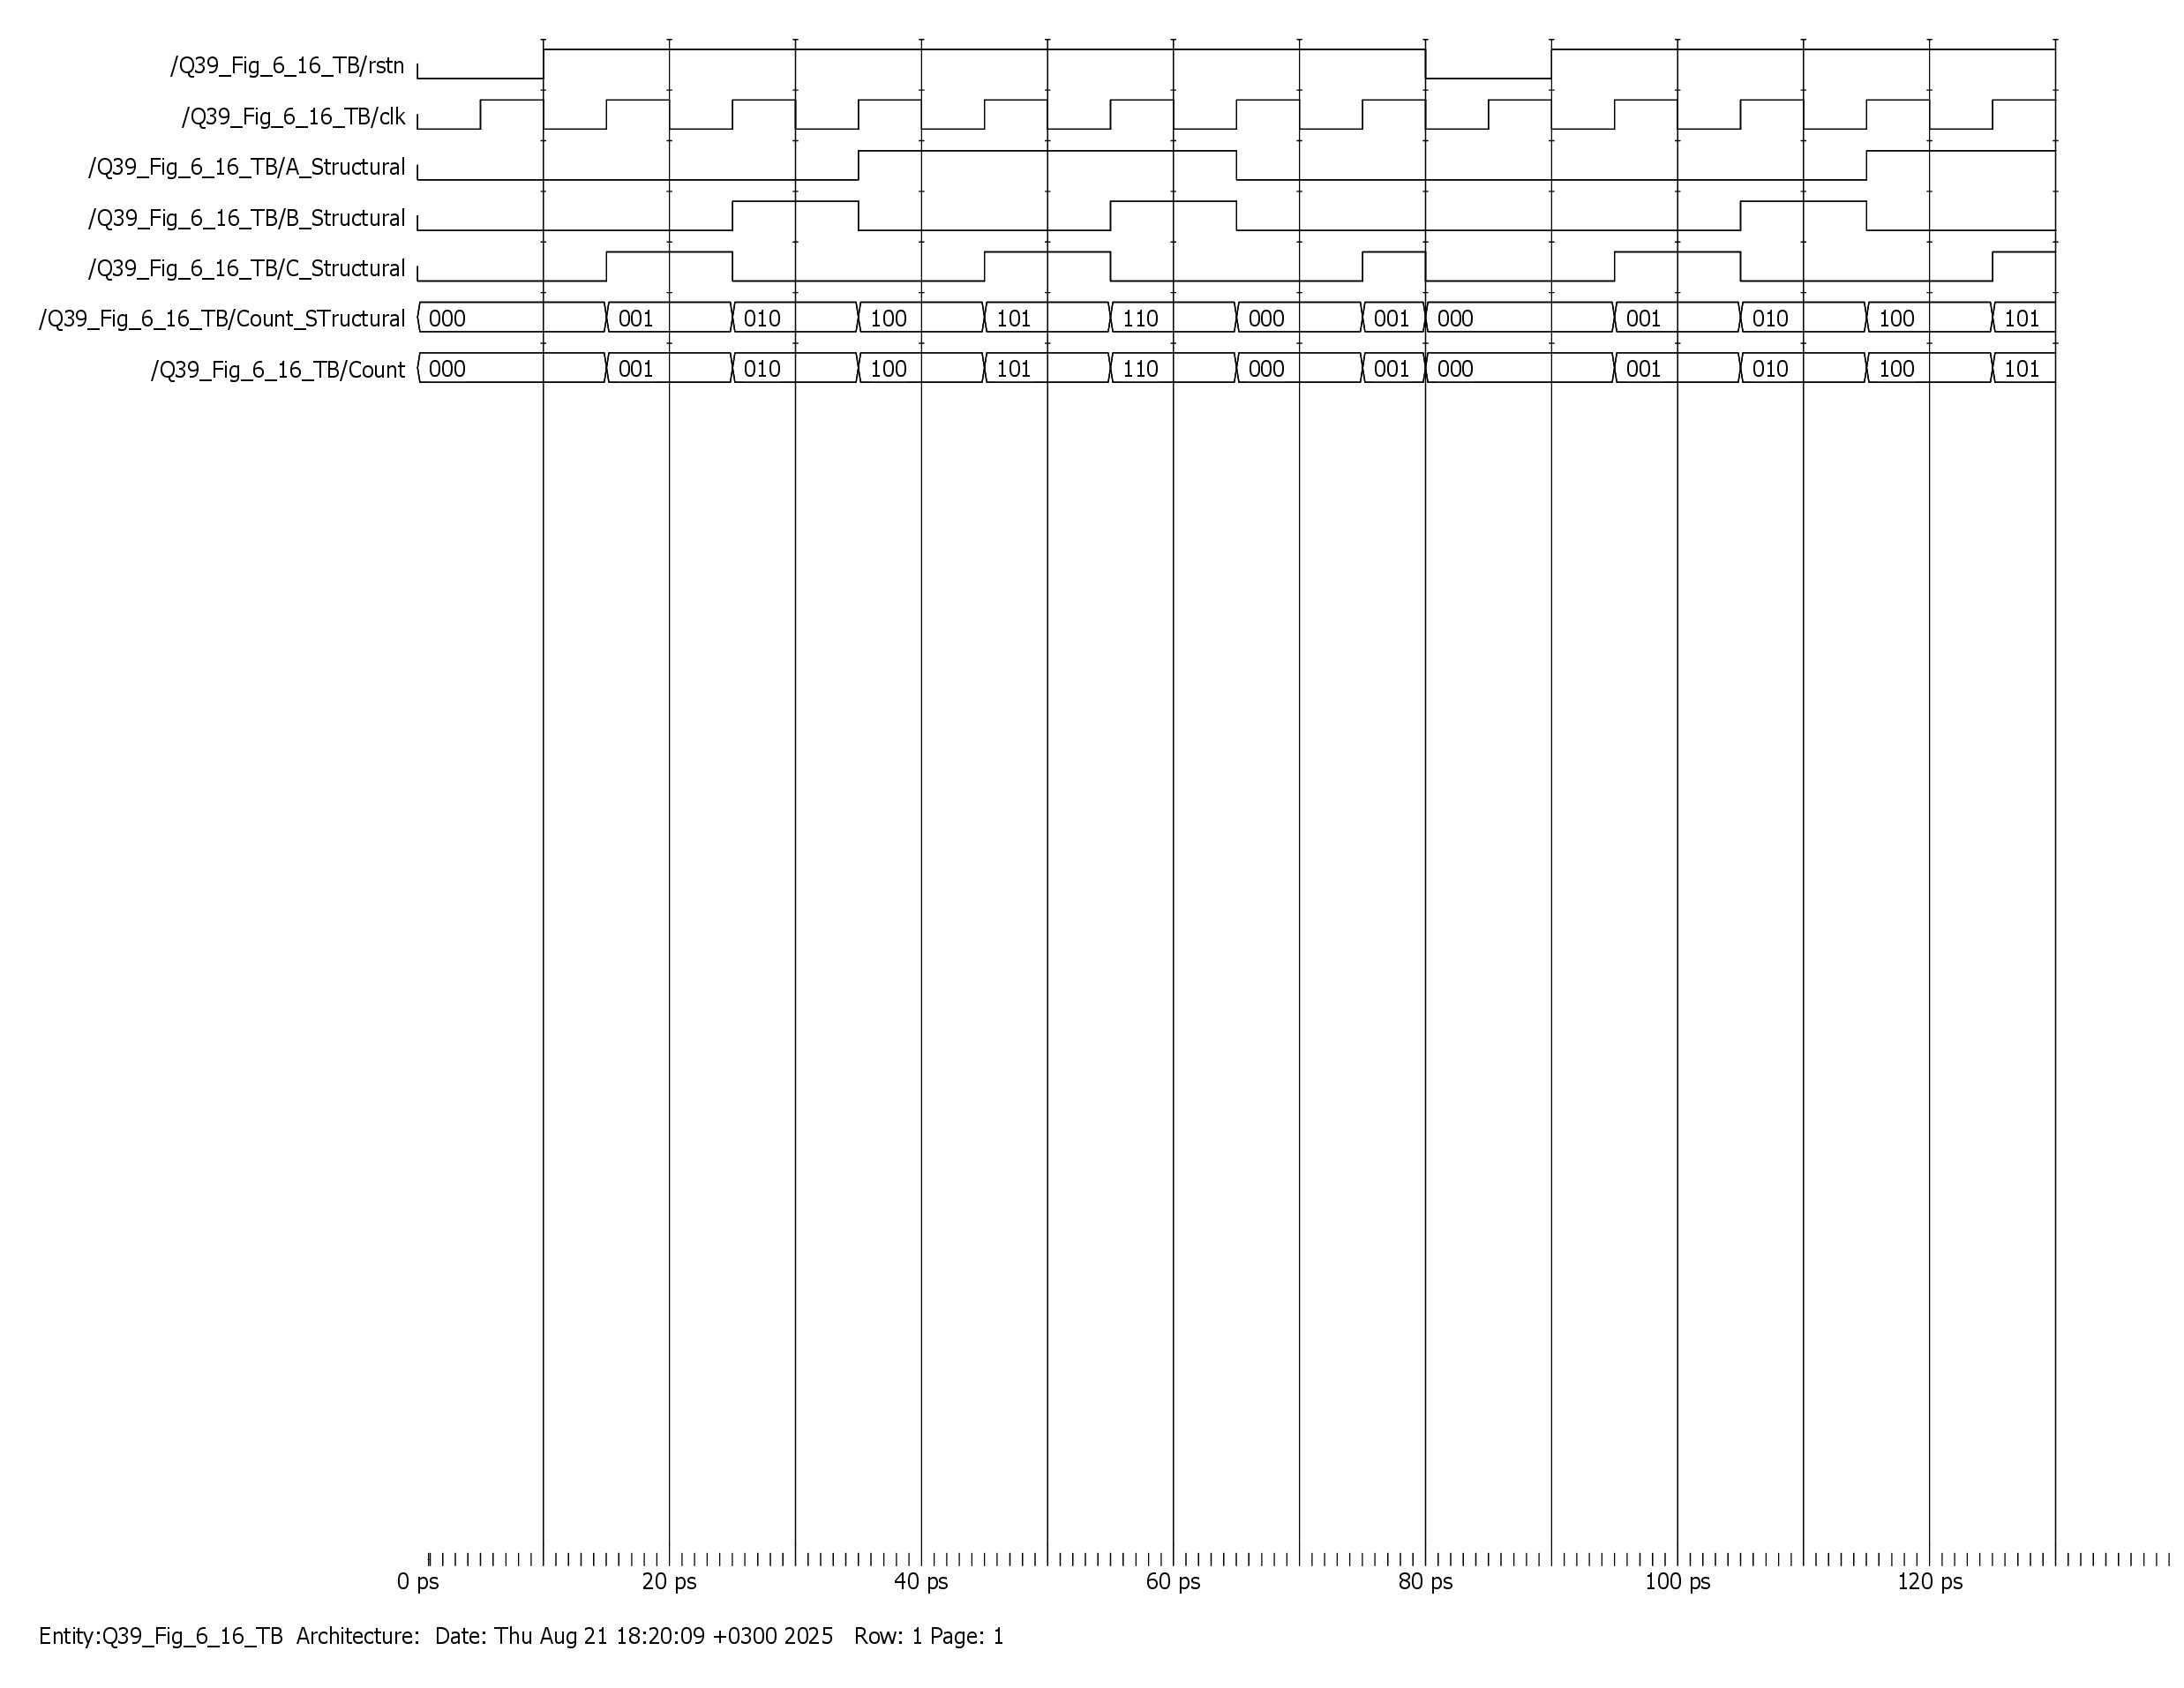 /Q39_Fig_6_16_TB/rstn
/Q39_Fig_6_16_TB/clk
/Q39_Fig_6_16_TB/A_Structural
/Q39_Fig_6_16_TB/B_Structural
/Q39_Fig_6_16_TB/C_Structural
/Q39_Fig_6_16_TB/Count_STructural 000 001 010 100 101 110 000 001 000 001 010 100 101
/Q39_Fig_6_16_TB/Count 000 001 010 100 101 110 000 001 000 001 010 100 101
0 ps 20 ps 40 ps 60 ps 80 ps 100 ps 120 ps
Entity:Q39_Fig_6_16_TB Architecture: Date: Thu Aug 21 18:20:09 +0300 2025 Row: 1 Page: 1